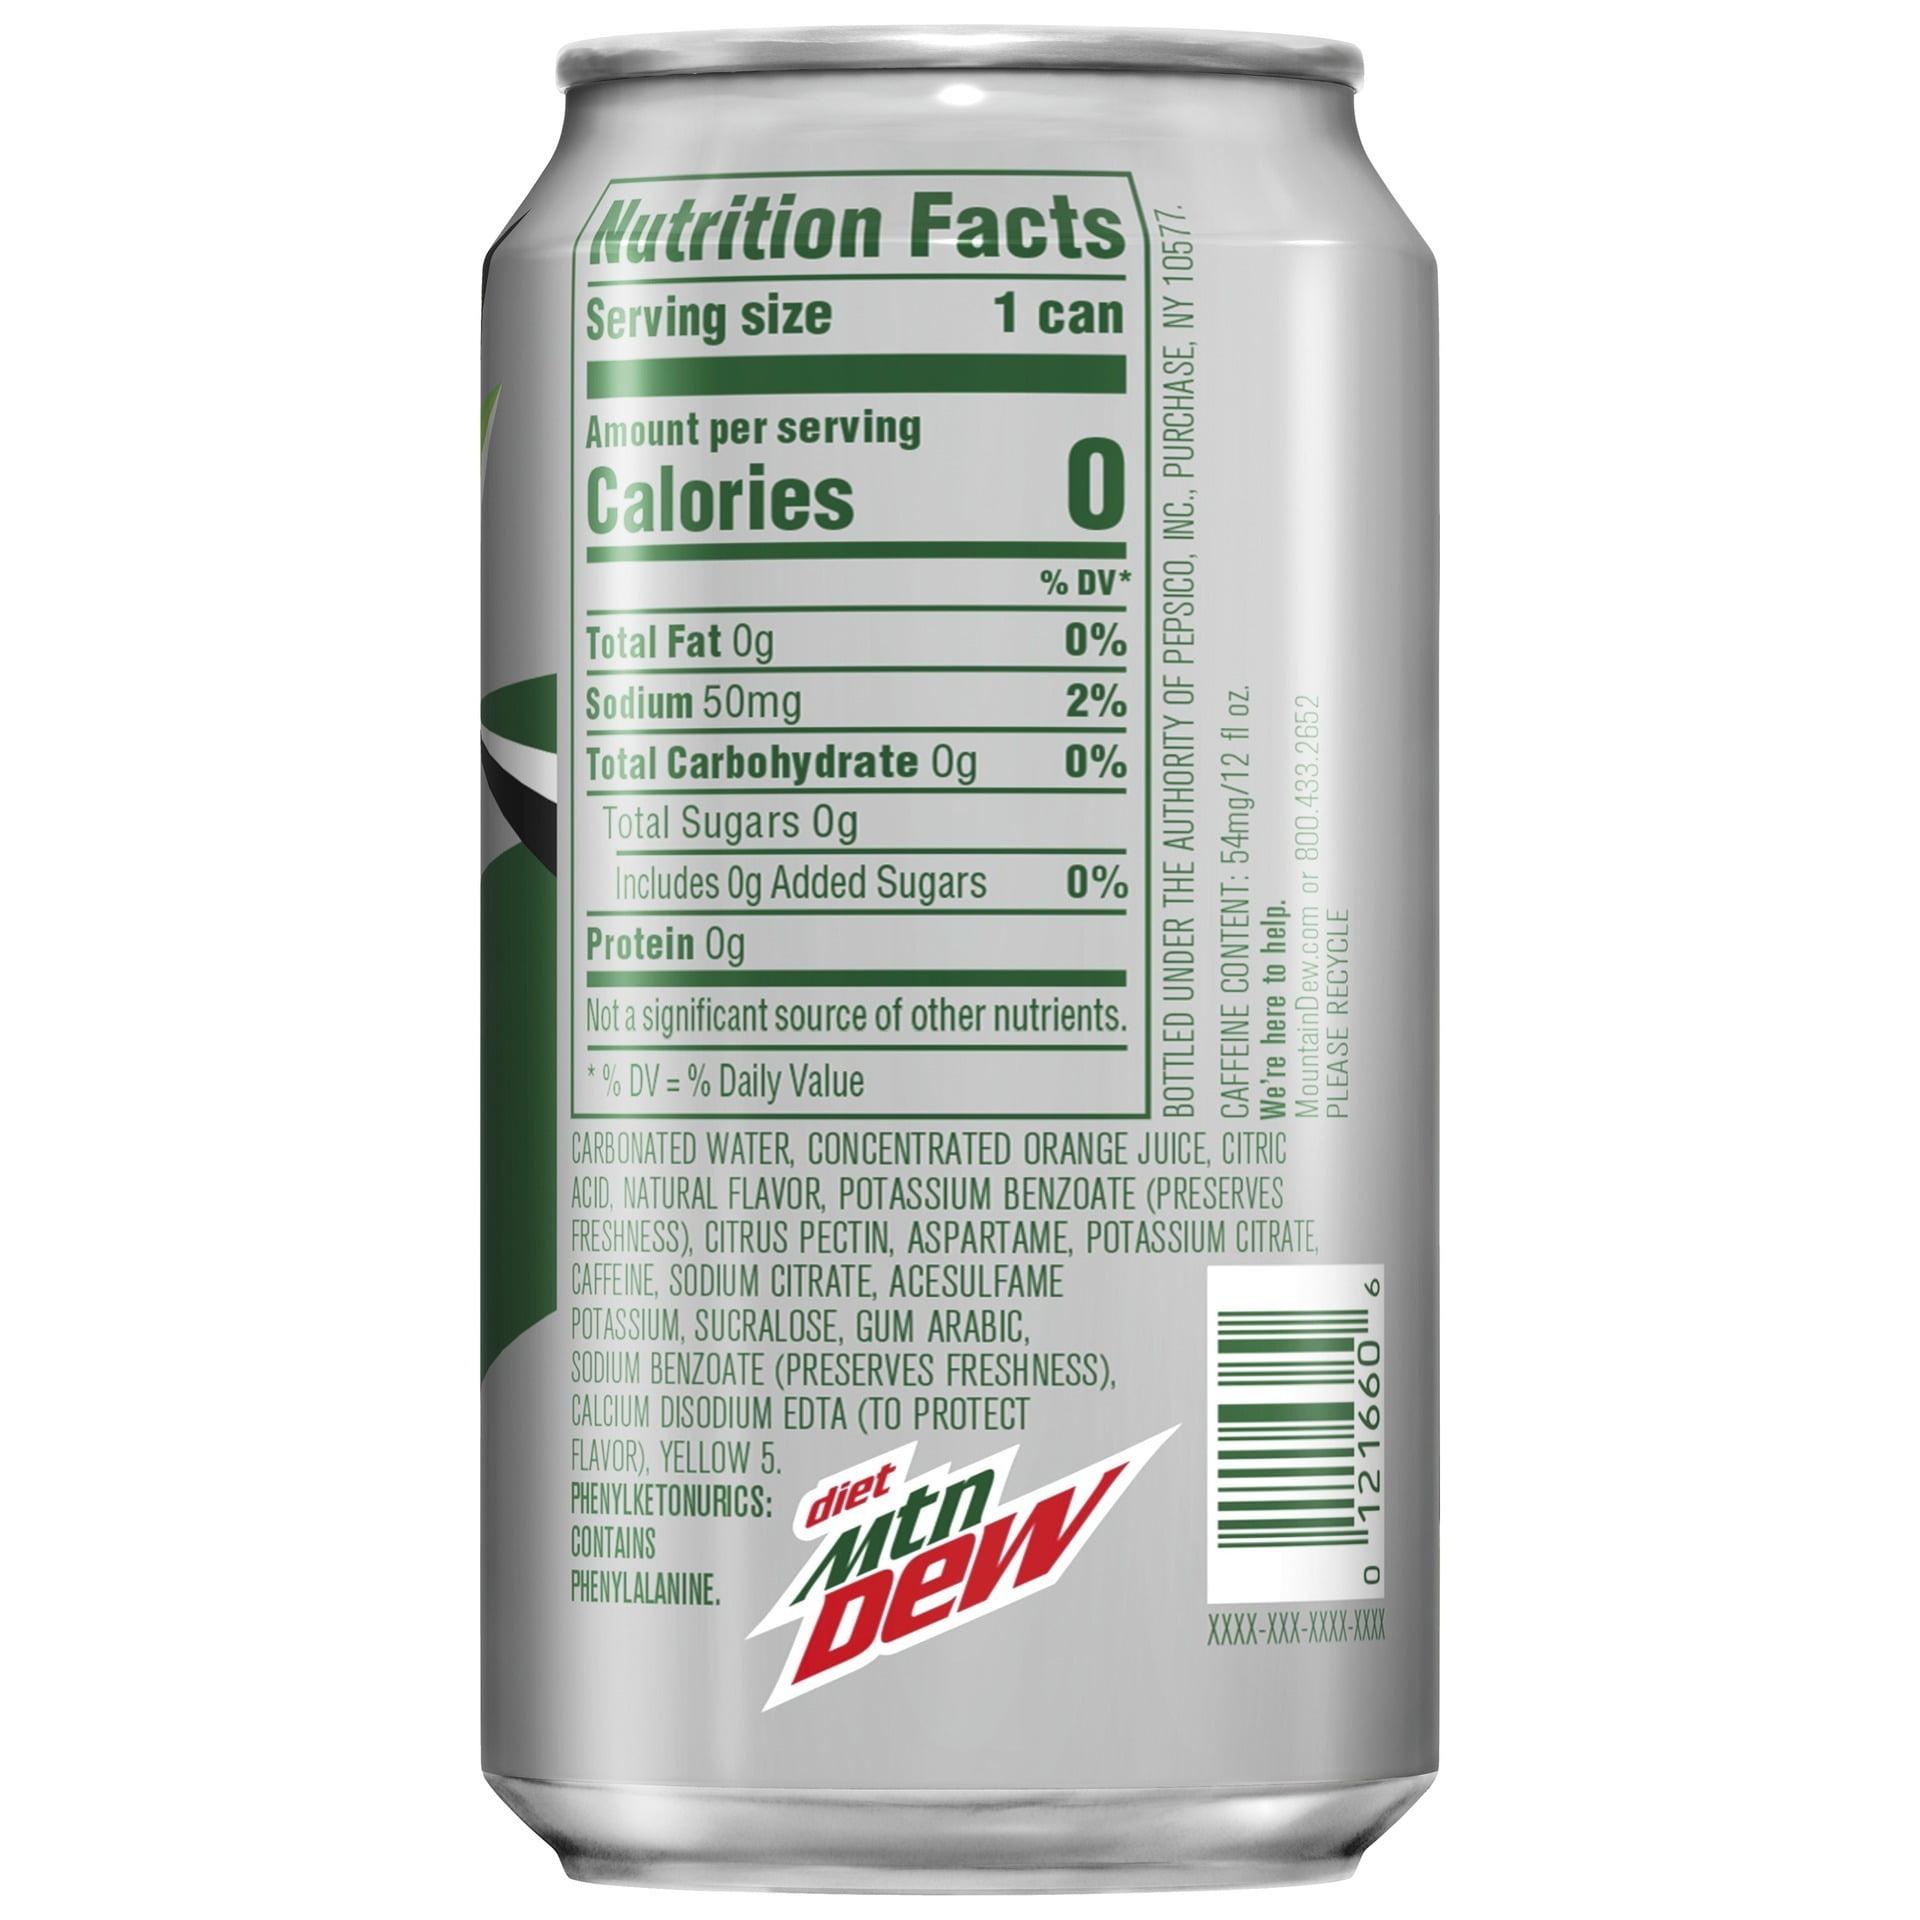 Nutrition Facts
Serving size 1 can
Amount per serving
Calories 0
% DV*
Total Fat 0g 0%
Sodium 50mg 2%
Total Carbohydrate 0g 0%
Total Sugars 0g
Includes 0g Added Sugars 0%
Protein 0g
Not a significant source of other nutrients.
* % DV = % Daily Value
BOTTLED UNDER THE AUTHORITY OF PEPSICO, INC., PURCHASE, NY 10577.
CAFFEINE CONTENT: 54mg/12 fl oz.
We're here to help.
MountainDew.com or 800.433.2652
PLEASE RECYCLE
CARBONATED WATER, CONCENTRATED ORANGE JUICE, CITRIC
ACID, NATURAL FLAVOR, POTASSIUM BENZOATE (PRESERVES
FRESHNESS), CITRUS PECTIN, ASPARTAME, POTASSIUM CITRATE,
CAFFEINE, SODIUM CITRATE, ACESULFAME
POTASSIUM, SUCRALOSE, GUM ARABIC,
SODIUM BENZOATE (PRESERVES FRESHNESS),
CALCIUM DISODIUM EDTA (TO PROTECT
FLAVOR), YELLOW 5.
PHENYLKETONURICS:
CONTAINS
PHENYLALANINE.
diet
Mtn
DEW
0 121660 6
XXXX-XXX-XXXX-XXXX